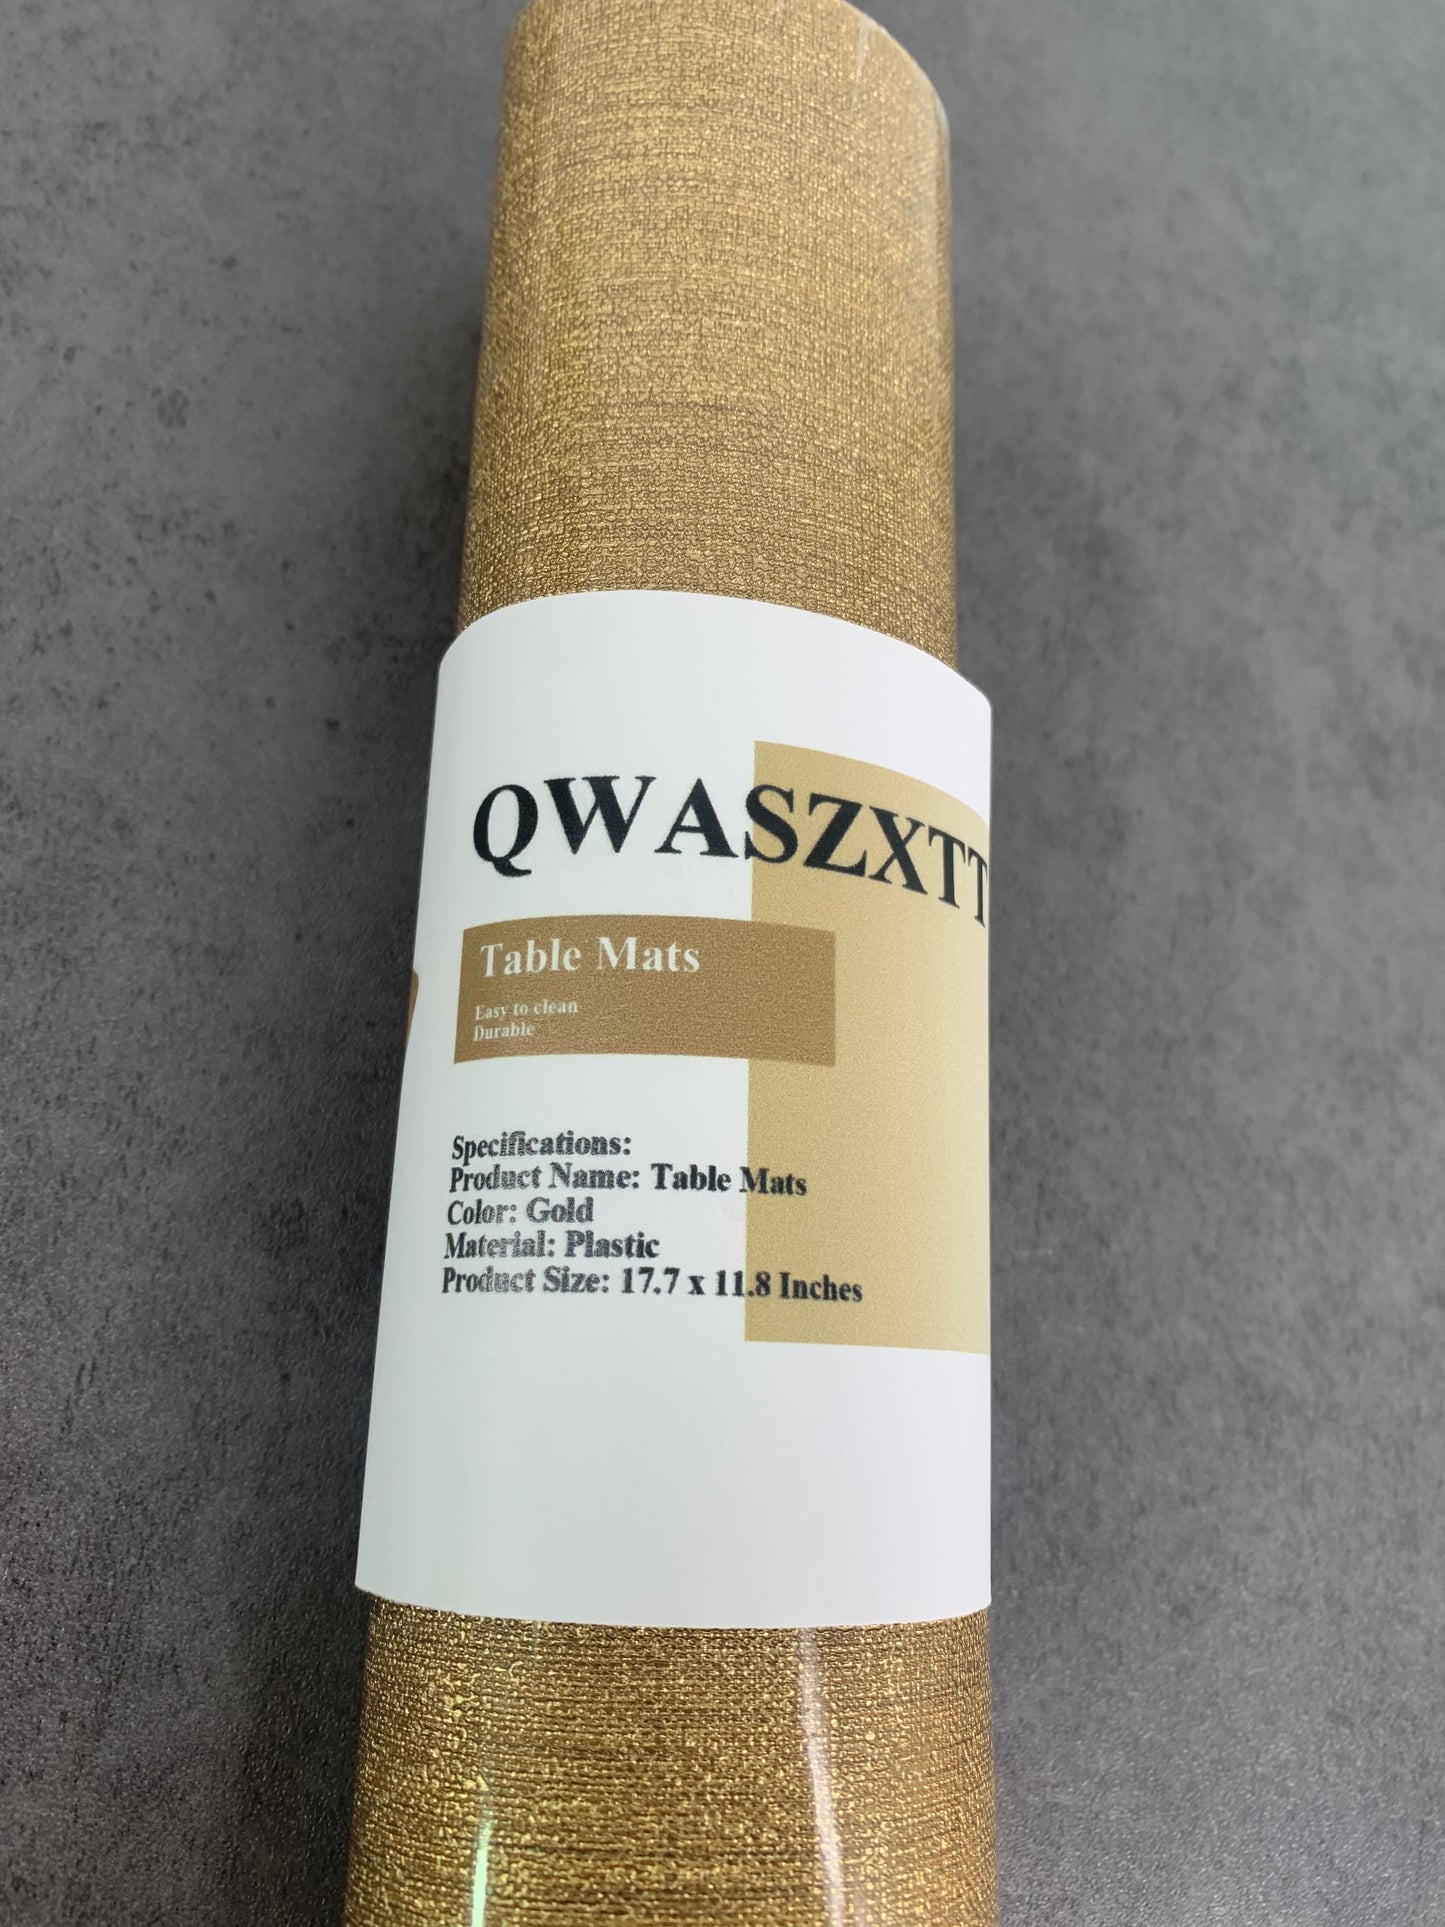 QWASZXTT
Table Mats
Easy to clean
Durable
Specifications:
Product Name: Table Mats
Color: Gold
Material: Plastic
Product Size: 17.7 x 11.8 Inches